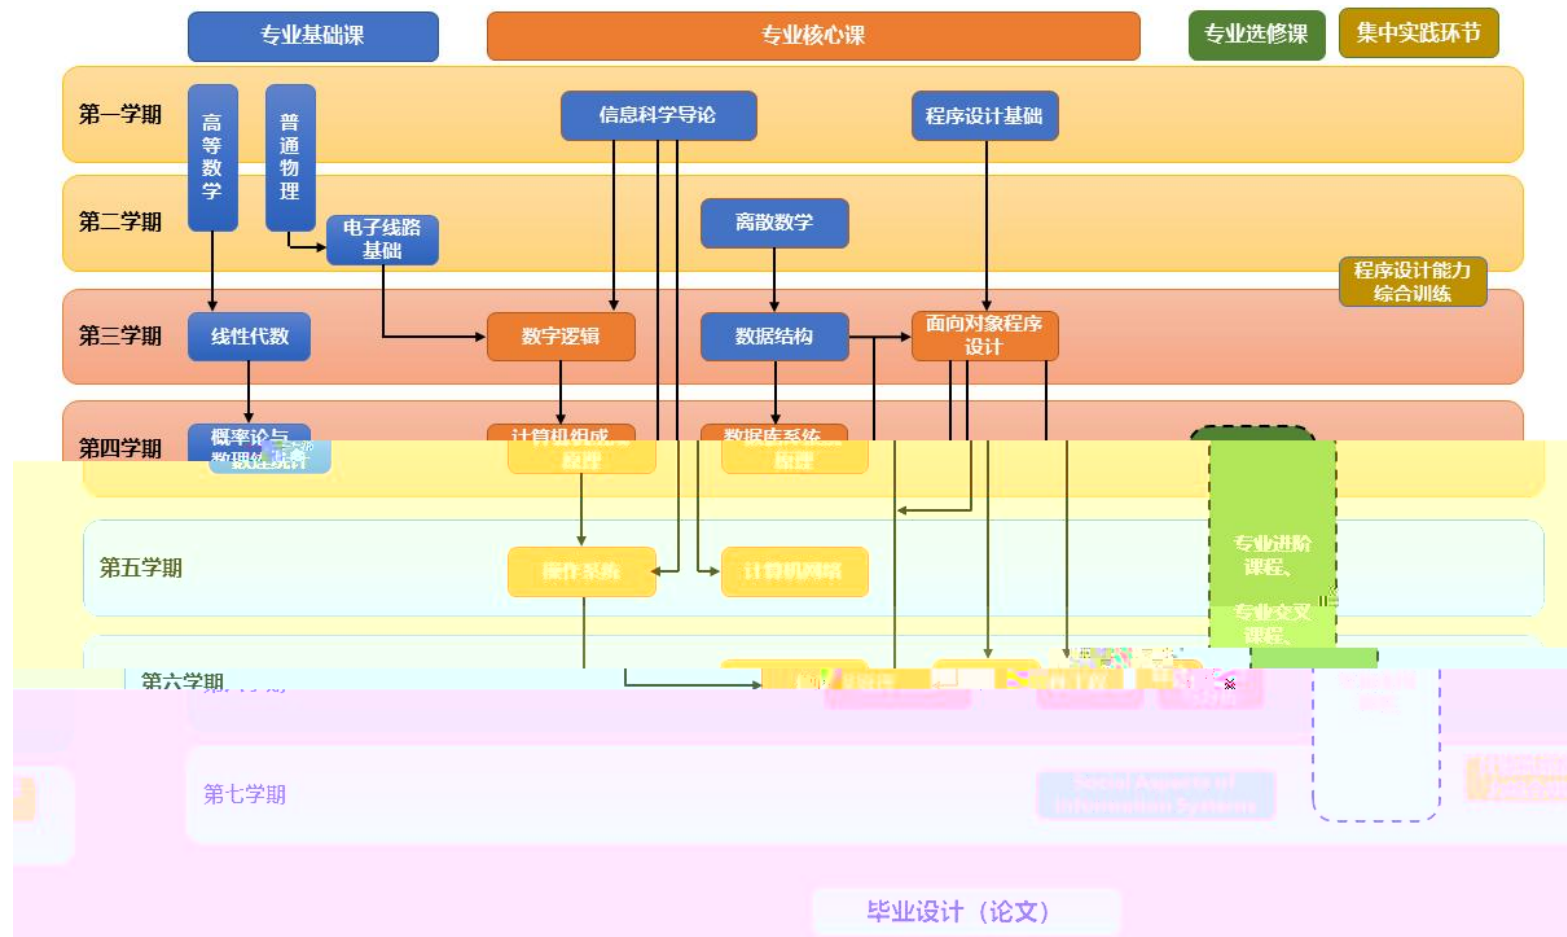 专业基础课
专业核心课
专业选修课
集中实践环节
第一学期
高等数学
普通物理
信息科学导论
程序设计基础
第二学期
电子线路
基础
离散数学
程序设计能力
综合训练
第三学期
线性代数
数字逻辑
数据结构
面向对象程序
设计
第四学期
概率论与
数理统计
计算机组成
原理
数据库系统
原理
第五学期
操作系统
计算机网络
专业进阶
课程、
专业交叉
课程、
第六学期
第七学期
Social Aspects of
Information Systems
毕业设计（论文）